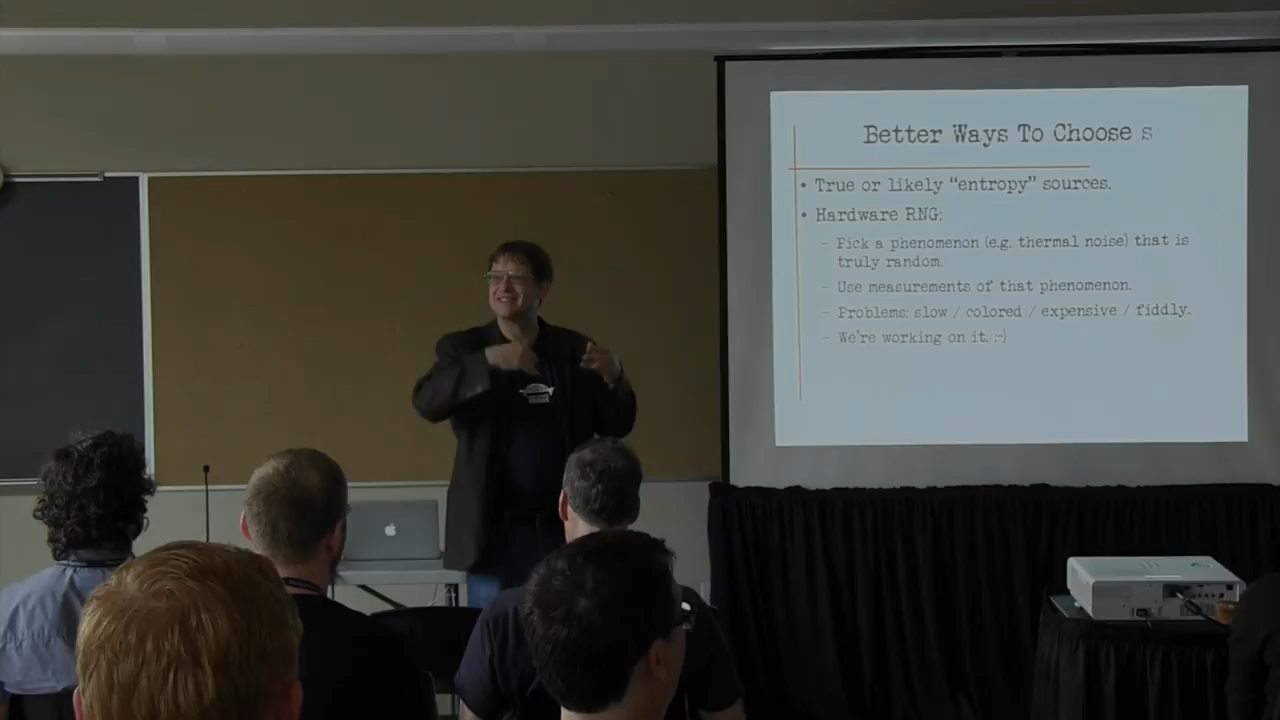 Better Ways To Choose s
• True or likely “entropy” sources.
• Hardware RNG:
– Pick a phenomenon (e.g. thermal noise) that is
truly random.
– Use measurements of that phenomenon.
– Problems: slow / colored / expensive / fiddly.
– We're working on it. :-)